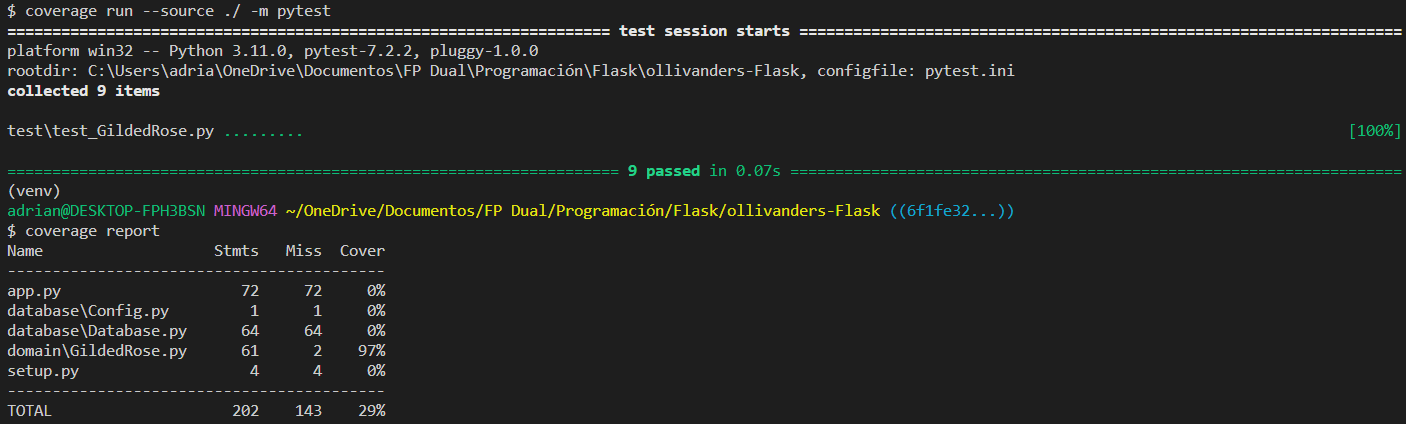 $ coverage run --source ./ -m pytest
============================= test session starts =============================
platform win32 -- Python 3.11.0, pytest-7.2.2, pluggy-1.0.0
rootdir: C:\Users\adria\OneDrive\Documentos\FP Dual\Programación\Flask\ollivanders-Flask, configfile: pytest.ini
collected 9 items
test\test_GildedRose.py ......... [100%]
============================= 9 passed in 0.07s =============================
(venv)
adrian@DESKTOP-FPH3BSN MINGW64 ~/OneDrive/Documentos/FP Dual/Programación/Flask/ollivanders-Flask ((6f1fe32...))
$ coverage report
Name Stmts Miss Cover
------------------------------------------
app.py 72 72 0%
database\Config.py 1 1 0%
database\Database.py 64 64 0%
domain\GildedRose.py 61 2 97%
setup.py 4 4 0%
------------------------------------------
TOTAL 202 143 29%